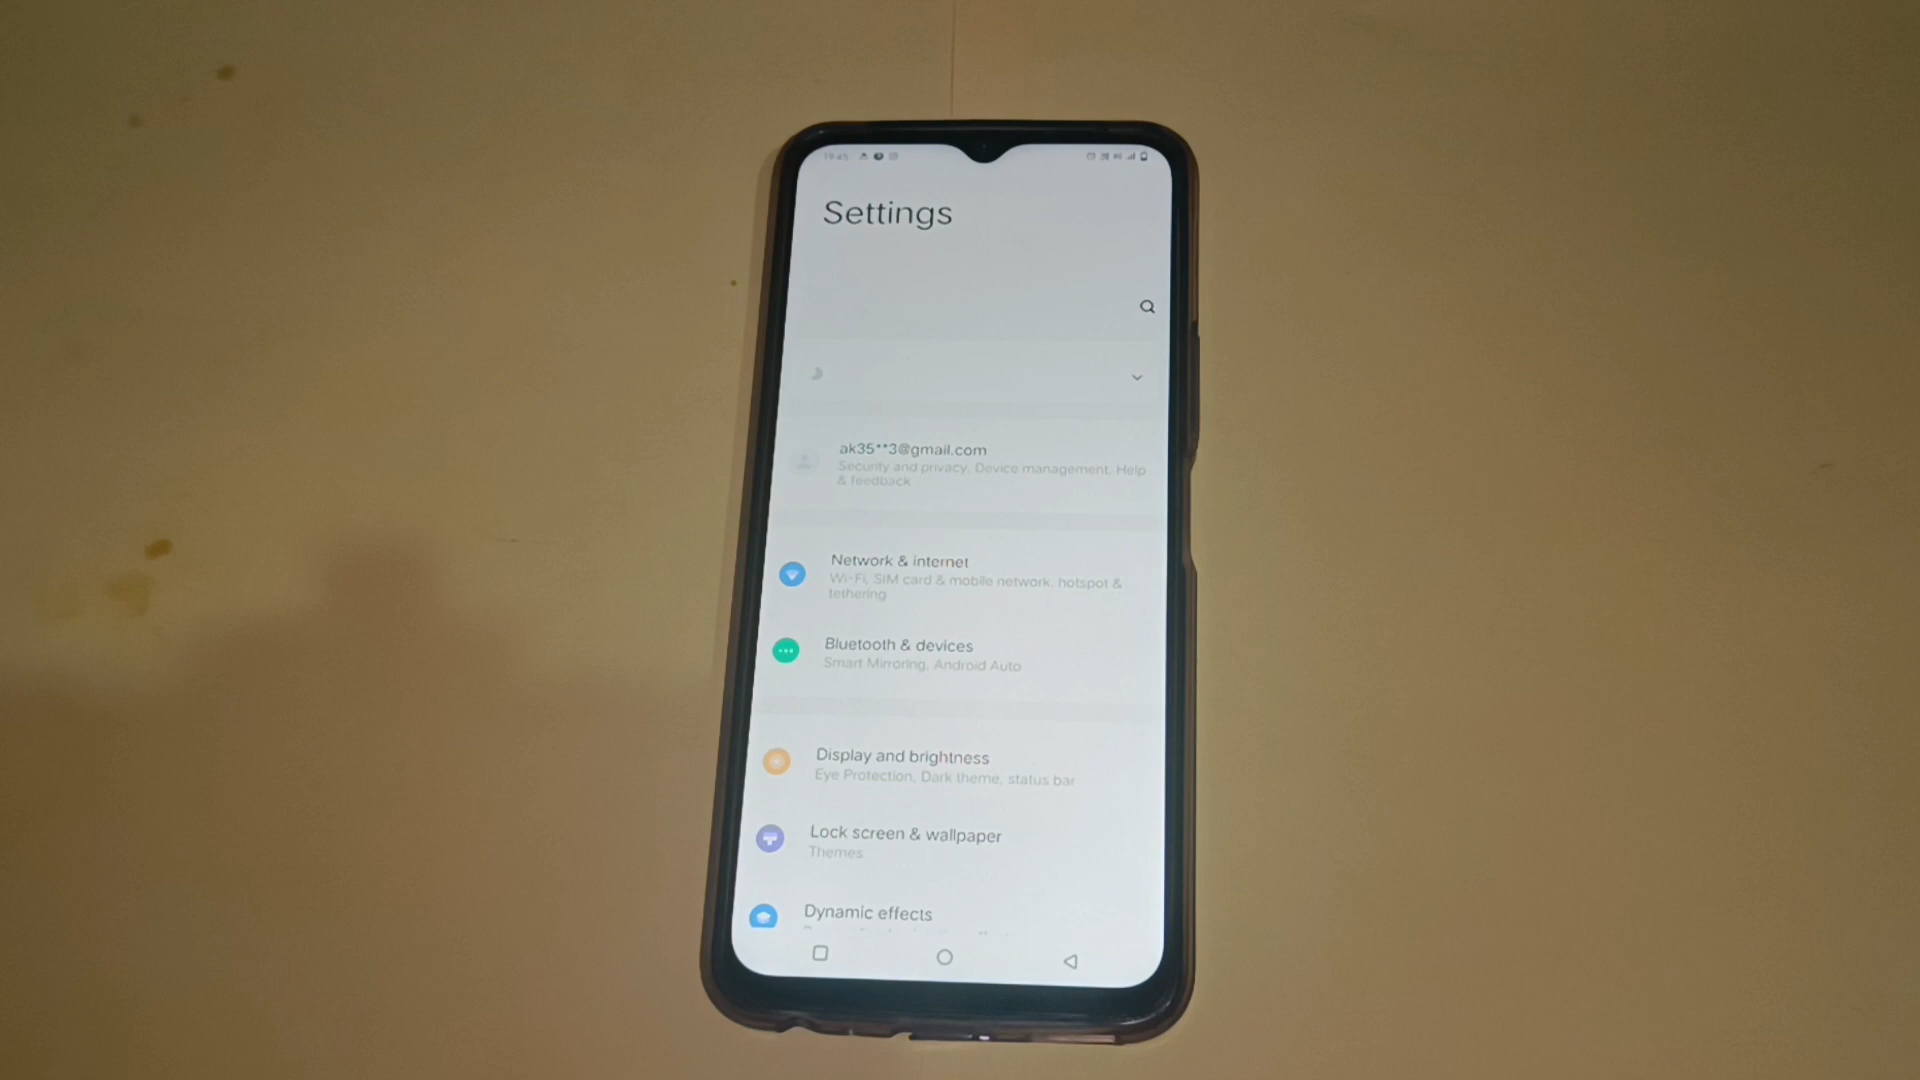 19:45
Settings
ak35**3@gmail.com
Security and privacy, Device management, Help
& feedback
Network & internet
Wi-Fi, SIM card & mobile network, hotspot &
tethering
Bluetooth & devices
Smart Mirroring, Android Auto
Display and brightness
Eye Protection, Dark theme, status bar
Lock screen & wallpaper
Themes
Dynamic effects